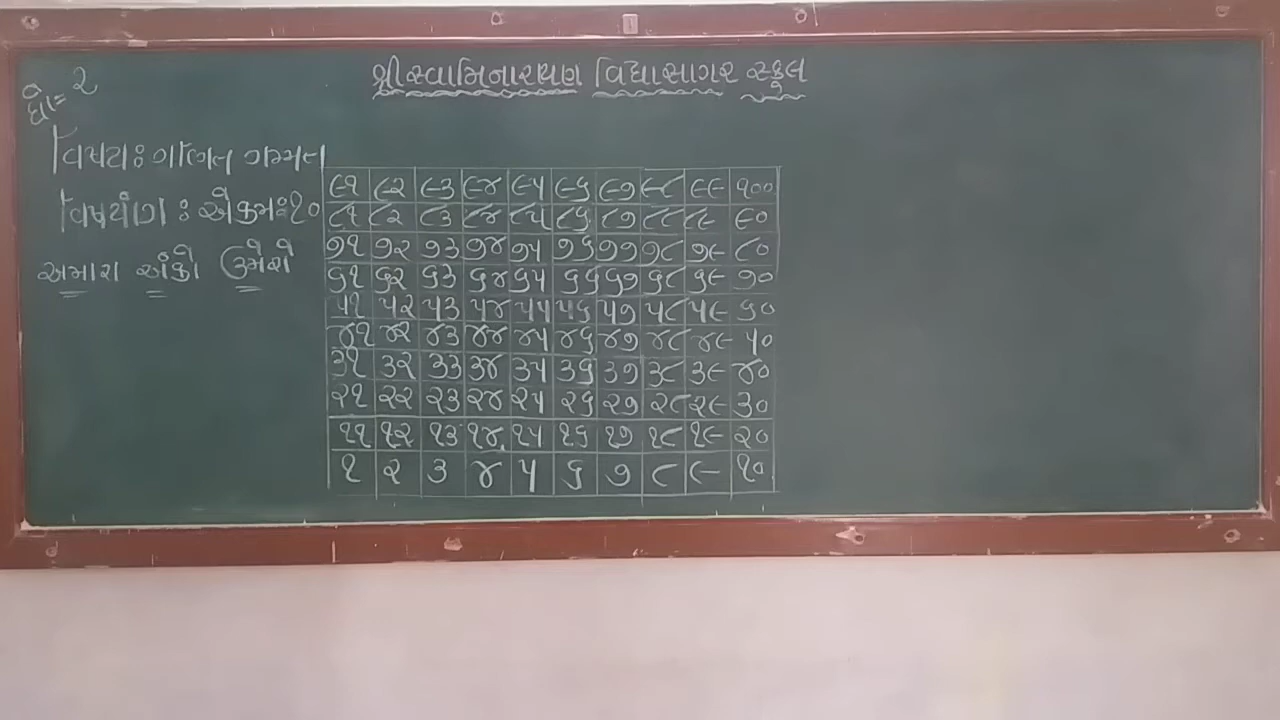 શ્રી સ્વામિનારાયણ વિદ્યાસાગર સ્કુલ
ધો= ૨
વિષય: ગણિત ગમ્મત
વિષયાંગ : એકમ: ૧૦
અમારા અંકો ઉમેરો
૯૧ ૯૨ ૯૩ ૯૪ ૯૫ ૯૬ ૯૭ ૯૮ ૯૯ ૧૦૦
૮૧ ૮૨ ૮૩ ૮૪ ૮૫ ૮૬ ૮૭ ૮૮ ૮૯ ૯૦
૭૧ ૭૨ ૭૩ ૭૪ ૭૫ ૭૬ ૭૭ ૭૮ ૭૯ ૮૦
૬૧ ૬૨ ૬૩ ૬૪ ૬૫ ૬૬ ૬૭ ૬૮ ૬૯ ૭૦
૫૧ ૫૨ ૫૩ ૫૪ ૫૫ ૫૬ ૫૭ ૫૮ ૫૯ ૬૦
૪૧ ૪૨ ૪૩ ૪૪ ૪૫ ૪૬ ૪૭ ૪૮ ૪૯ ૫૦
૩૧ ૩૨ ૩૩ ૩૪ ૩૫ ૩૬ ૩૭ ૩૮ ૩૯ ૪૦
૨૧ ૨૨ ૨૩ ૨૪ ૨૫ ૨૬ ૨૭ ૨૮ ૨૯ ૩૦
૧૧ ૧૨ ૧૩ ૧૪ ૧૫ ૧૬ ૧૭ ૧૮ ૧૯ ૨૦
૧ ૨ ૩ ૪ ૫ ૬ ૭ ૮ ૯ ૧૦